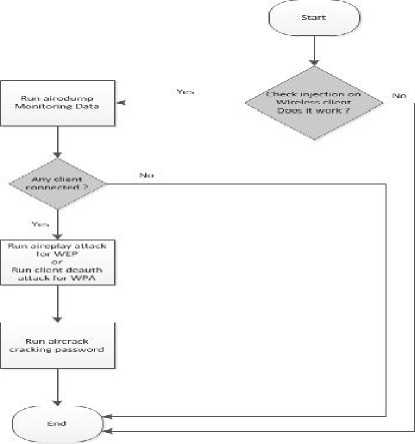 Start
Check injection on
Wireless client
Does it work ?
Yes
No
Run airodump
Monitoring Data
Any client
connected ?
No
Yes
Run aireplay attack
for WEP
or
Run client deauth
attack for WPA
Run aircrack
cracking password
End